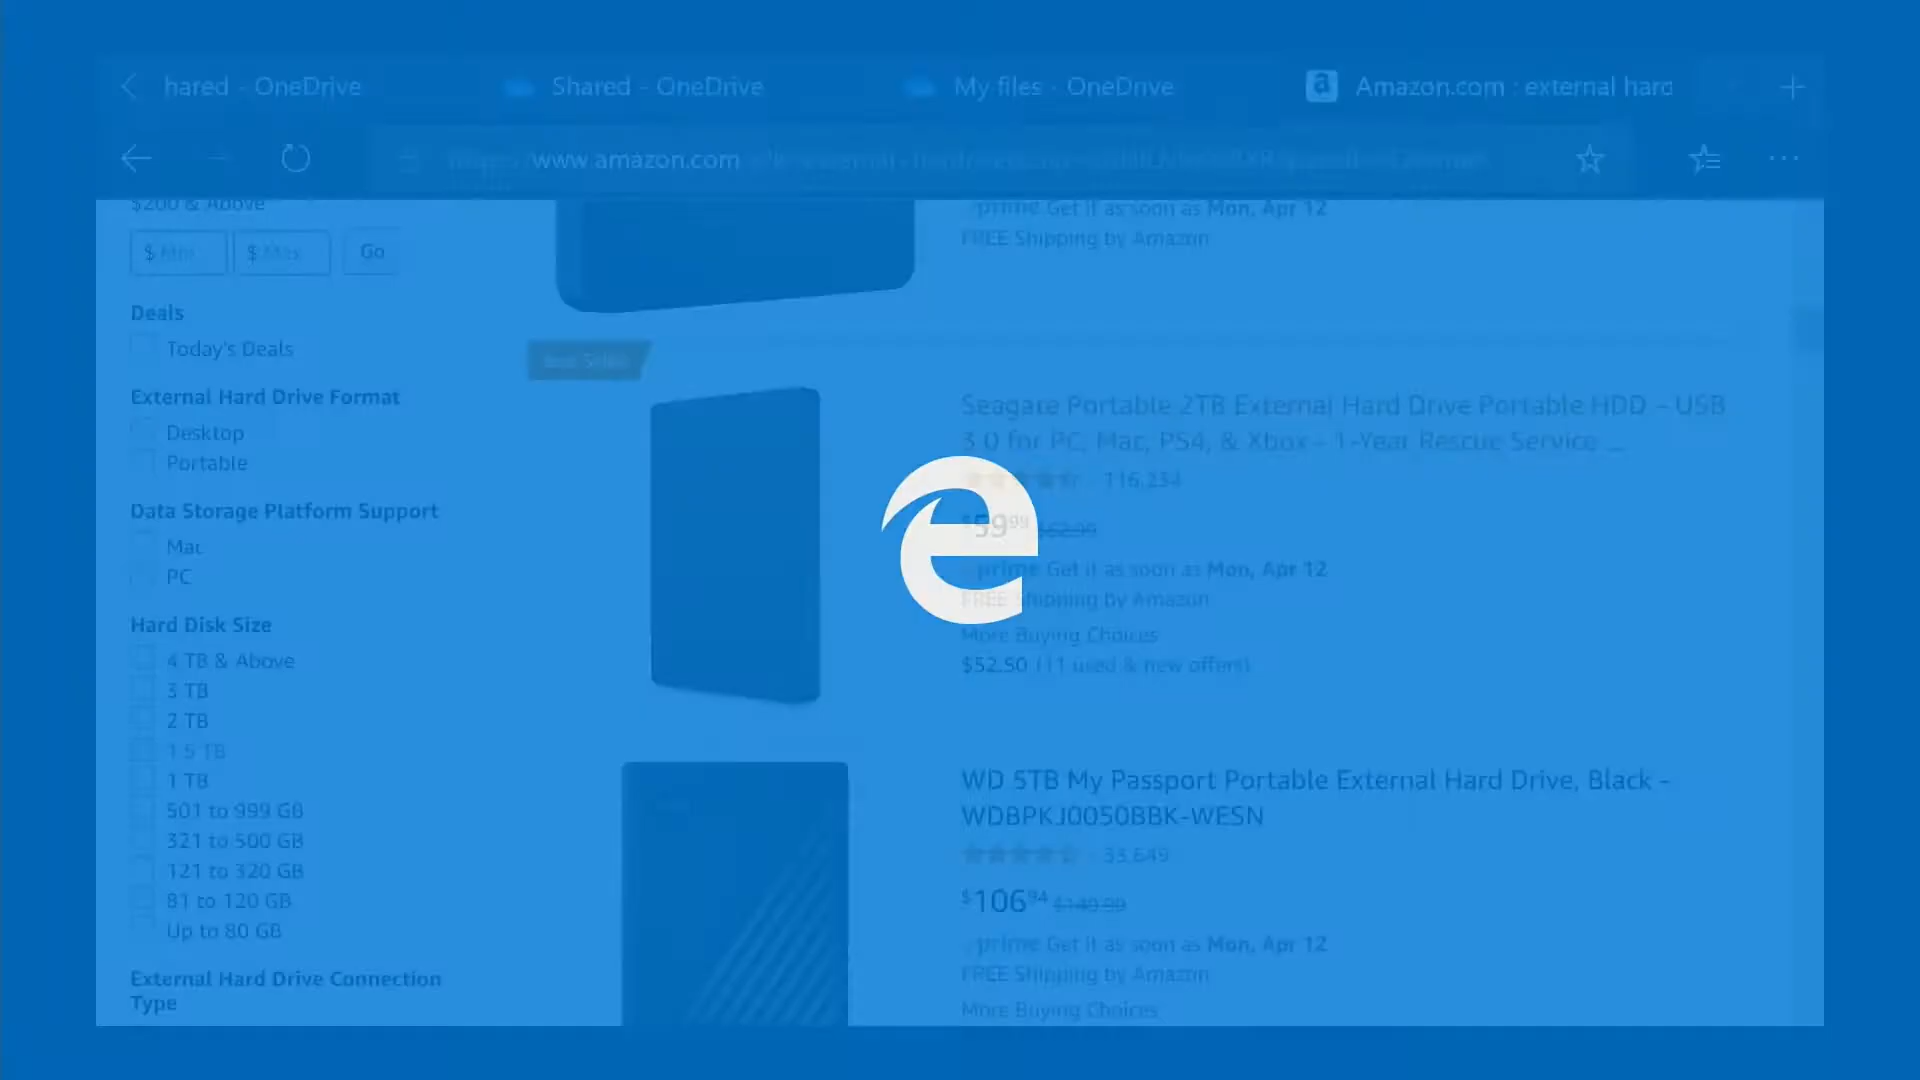 hared - OneDrive
Shared - OneDrive
My files - OneDrive
Amazon.com : external hard
www.amazon.com
$200 & Above
$ Min
$ Max
Go
Deals
Today's Deals
External Hard Drive Format
Desktop
Portable
Data Storage Platform Support
Mac
PC
Hard Disk Size
4 TB & Above
3 TB
2 TB
1.5 TB
1 TB
501 to 999 GB
321 to 500 GB
121 to 320 GB
81 to 120 GB
Up to 80 GB
External Hard Drive Connection
Type
prime Get it as soon as Mon, Apr 12
FREE Shipping by Amazon
Best Seller
Seagate Portable 2TB External Hard Drive Portable HDD – USB
3.0 for PC, Mac, PS4, & Xbox - 1-Year Rescue Service ...
116,234
$59.99 $62.99
prime Get it as soon as Mon, Apr 12
FREE Shipping by Amazon
More Buying Choices
$52.50 (11 used & new offers)
WD 5TB My Passport Portable External Hard Drive, Black -
WDBPKJ0050BBK-WESN
33,649
$106.94 $149.99
prime Get it as soon as Mon, Apr 12
FREE Shipping by Amazon
More Buying Choices